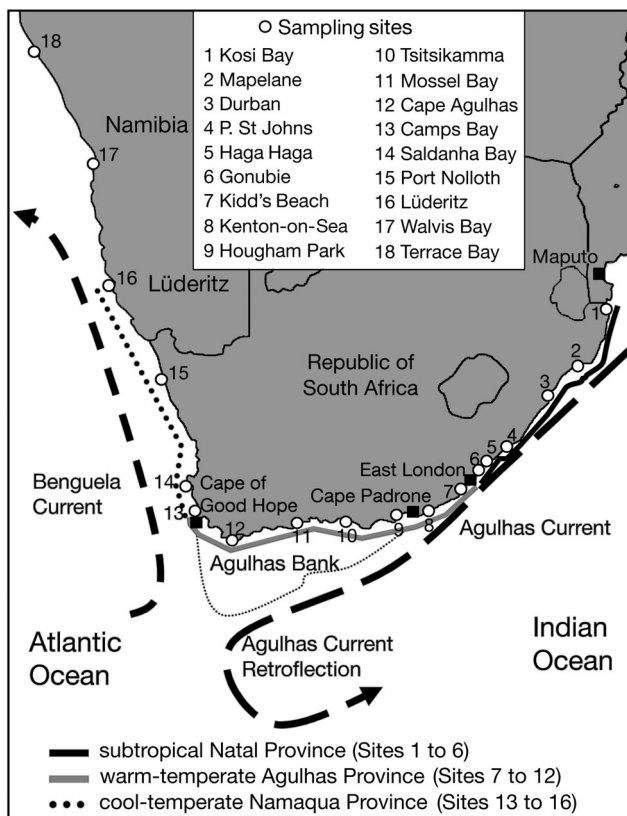 Sampling sites
1 Kosi Bay
2 Mapelane
3 Durban
4 P. St Johns
5 Haga Haga
6 Gonubie
7 Kidd's Beach
8 Kenton-on-Sea
9 Hougham Park
10 Tsitsikamma
11 Mossel Bay
12 Cape Agulhas
13 Camps Bay
14 Saldanha Bay
15 Port Nolloth
16 Lüderitz
17 Walvis Bay
18 Terrace Bay
18
Namibia
17
Maputo
16
Lüderitz
1
2
Republic of
South Africa
15
3
4
5
6
East London
7
14
Cape of
Good Hope
Benguela
Current
Cape Padrone
13
12
11
10
9
8
Agulhas Current
Agulhas Bank
Atlantic
Ocean
Agulhas Current
Retroflection
Indian
Ocean
subtropical Natal Province (Sites 1 to 6)
warm-temperate Agulhas Province (Sites 7 to 12)
cool-temperate Namaqua Province (Sites 13 to 16)